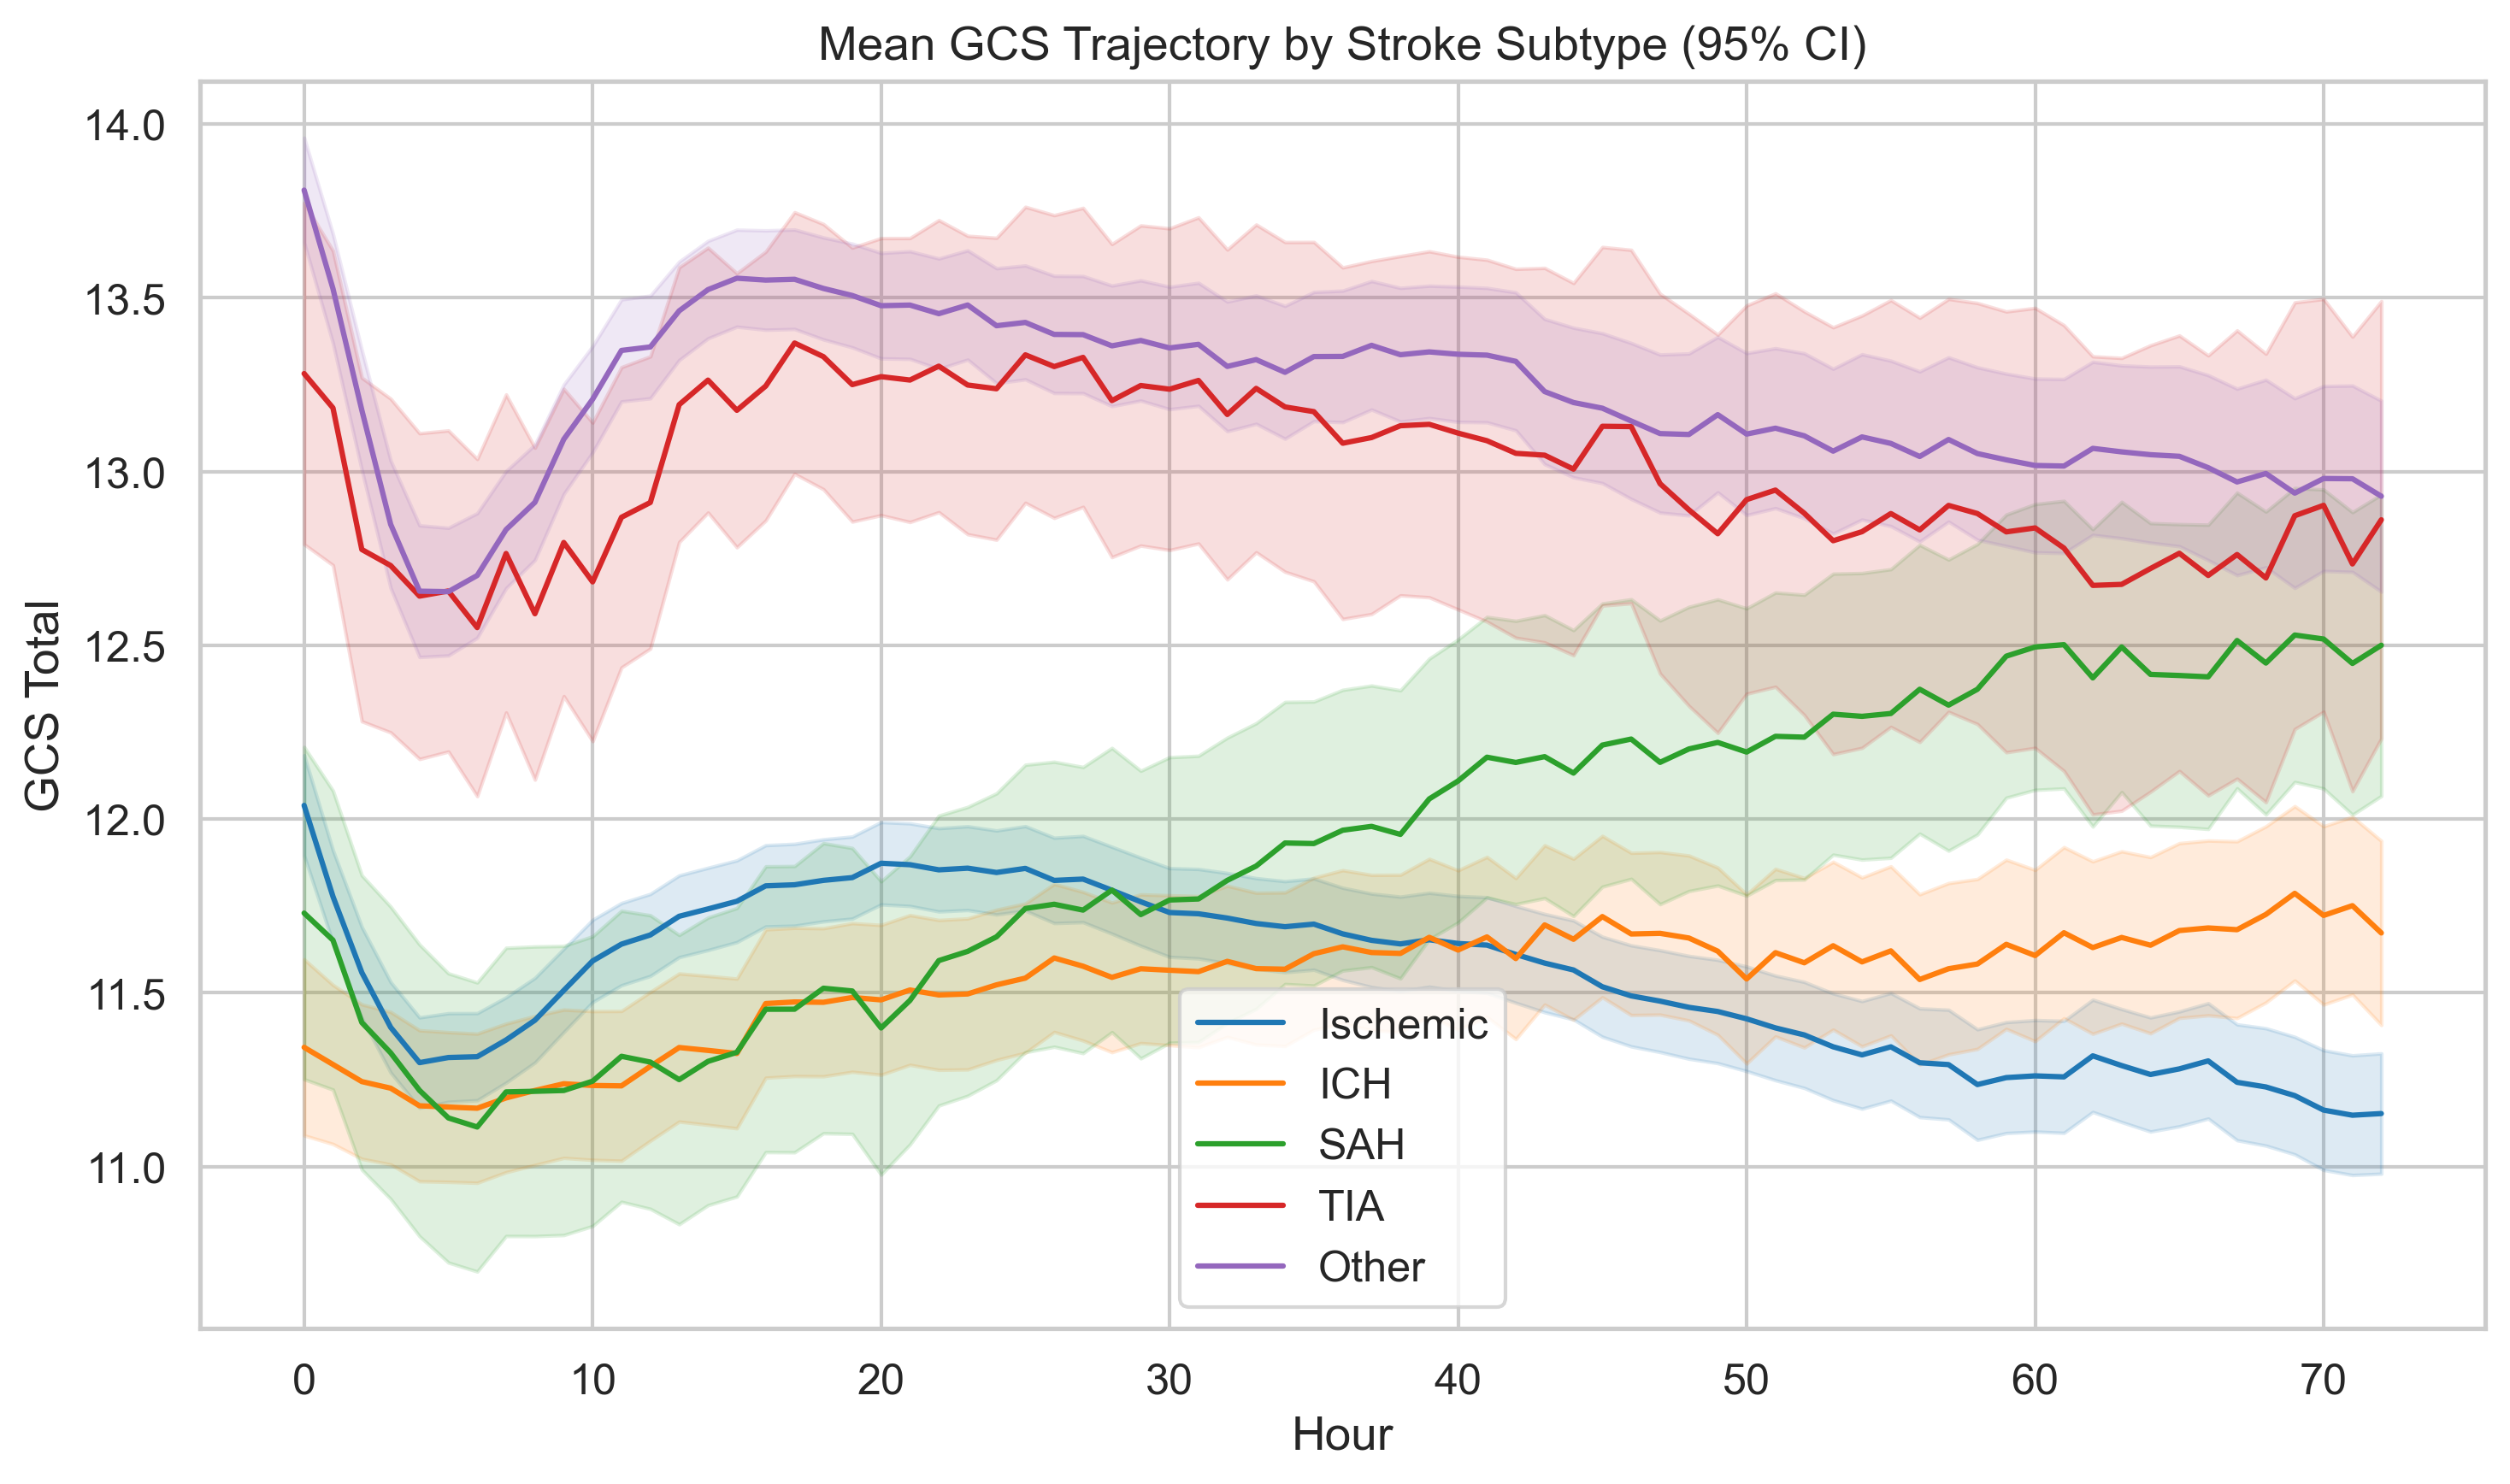 Mean GCS Trajectory by Stroke Subtype (95% CI)
14.0
13.5
13.0
12.5
12.0
11.5
11.0
GCS Total
Ischemic
ICH
SAH
TIA
Other
0 10 20 30 40 50 60 70
Hour